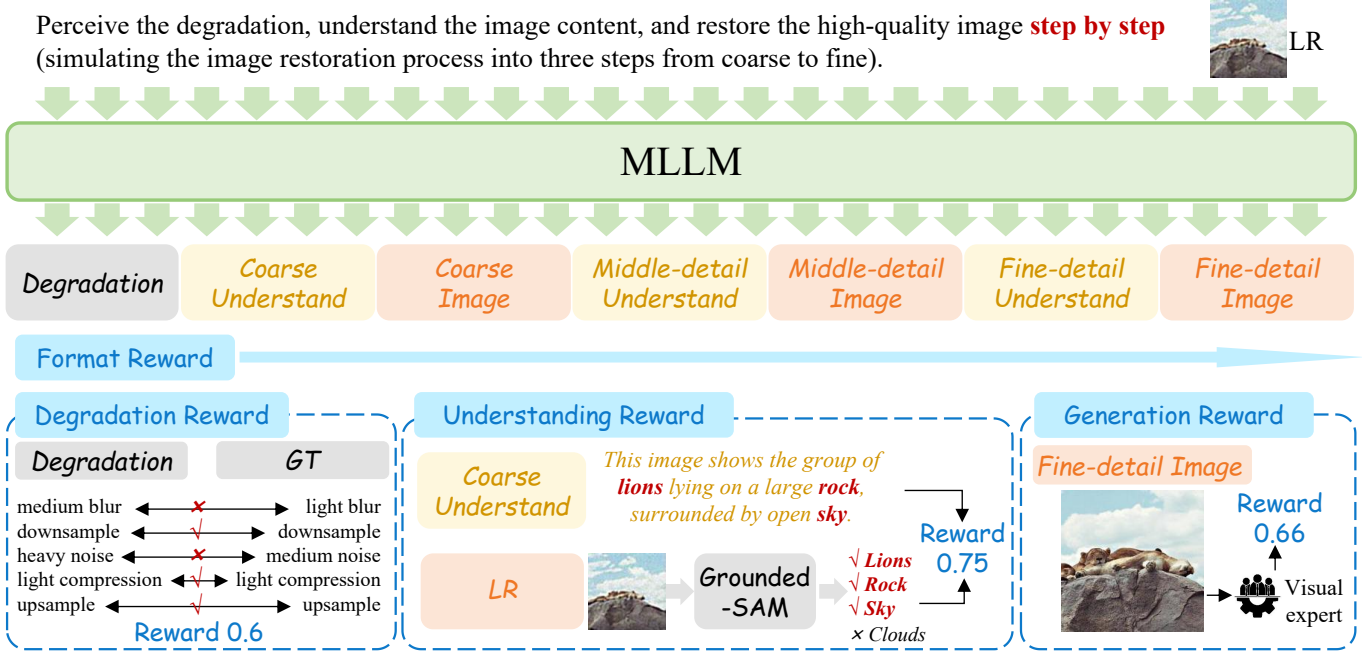 Perceive the degradation, understand the image content, and restore the high-quality image step by step
(simulating the image restoration process into three steps from coarse to fine).
LR
MLLM
Degradation
Coarse
Understand
Coarse
Image
Middle-detail
Understand
Middle-detail
Image
Fine-detail
Understand
Fine-detail
Image
Format Reward
Degradation Reward
Degradation
GT
medium blur × light blur
downsample √ downsample
heavy noise × medium noise
light compression √ light compression
upsample √ upsample
Reward 0.6
Understanding Reward
Coarse
Understand
This image shows the group of
lions lying on a large rock,
surrounded by open sky.
LR
Grounded
-SAM
√ Lions
√ Rock
√ Sky
× Clouds
Reward
0.75
Generation Reward
Fine-detail Image
Reward
0.66
Visual
expert